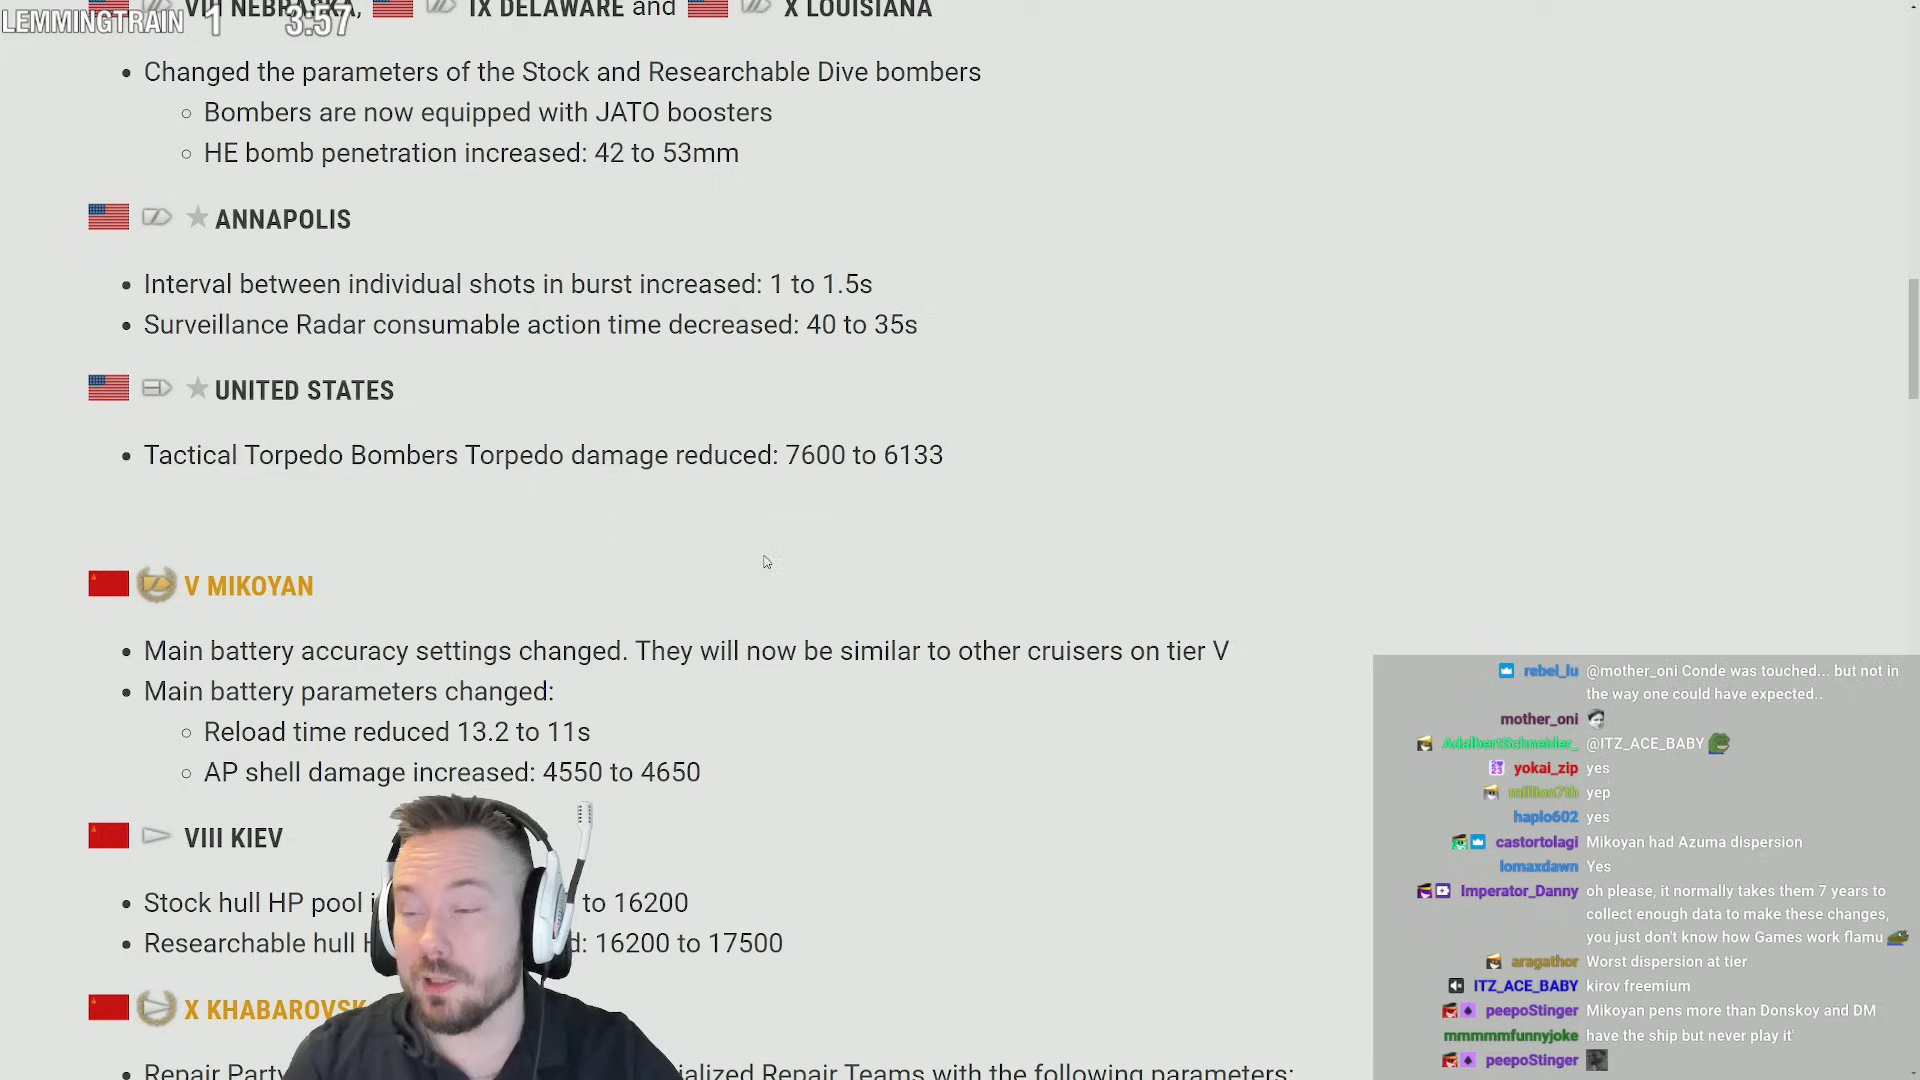 LEMMINGTRAIN 1 3:57
VIII NEBRASKA, IX DELAWARE and X LOUISIANA
Changed the parameters of the Stock and Researchable Dive bombers
Bombers are now equipped with JATO boosters
HE bomb penetration increased: 42 to 53mm
ANNAPOLIS
Interval between individual shots in burst increased: 1 to 1.5s
Surveillance Radar consumable action time decreased: 40 to 35s
UNITED STATES
Tactical Torpedo Bombers Torpedo damage reduced: 7600 to 6133
V MIKOYAN
Main battery accuracy settings changed. They will now be similar to other cruisers on tier V
Main battery parameters changed:
Reload time reduced 13.2 to 11s
AP shell damage increased: 4550 to 4650
VIII KIEV
Stock hull HP pool to 16200
Researchable hull 16200 to 17500
X KHABAROVSK
Repair Party Repair Teams with the following parameters:
rebel_lu @mother_oni Conde was touched... but not in
the way one could have expected..
mother_oni
AdalbertSchneider_ @ITZ_ACE_BABY
yokai_zip yes
million7th yep
haplo602 yes
castortolagi Mikoyan had Azuma dispersion
lomaxdawn Yes
Imperator_Danny oh please, it normally takes them 7 years to
collect enough data to make these changes,
you just don't know how Games work flamu
aragathor Worst dispersion at tier
ITZ_ACE_BABY kirov freemium
peepoStinger Mikoyan pens more than Donskoy and DM
mmmmmfunnyjoke have the ship but never play it'
peepoStinger